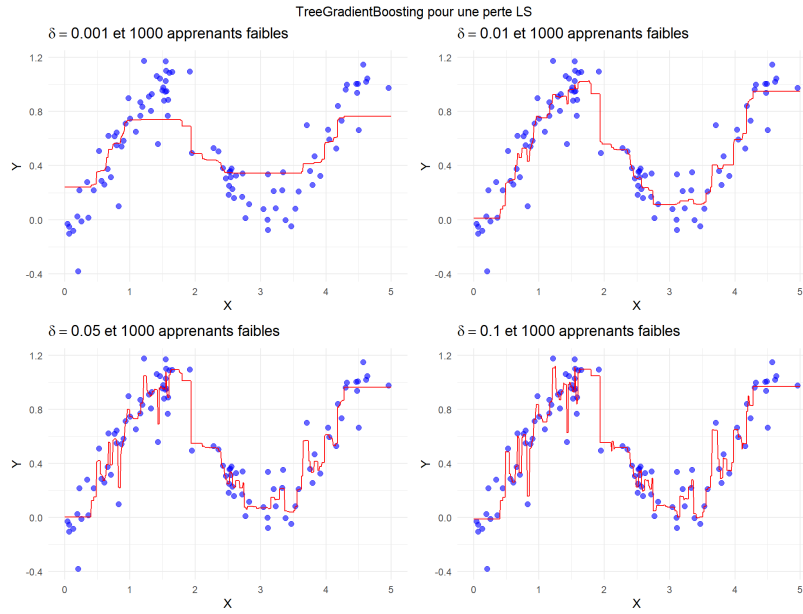 TreeGradientBoosting pour une perte LS
δ = 0.001 et 1000 apprenants faibles
1.2
0.8
0.4
0.0
-0.4
Y
0 1 2 3 4 5
X
δ = 0.01 et 1000 apprenants faibles
1.2
0.8
0.4
0.0
-0.4
Y
0 1 2 3 4 5
X
δ = 0.05 et 1000 apprenants faibles
1.2
0.8
0.4
0.0
-0.4
Y
0 1 2 3 4 5
X
δ = 0.1 et 1000 apprenants faibles
1.2
0.8
0.4
0.0
-0.4
Y
0 1 2 3 4 5
X